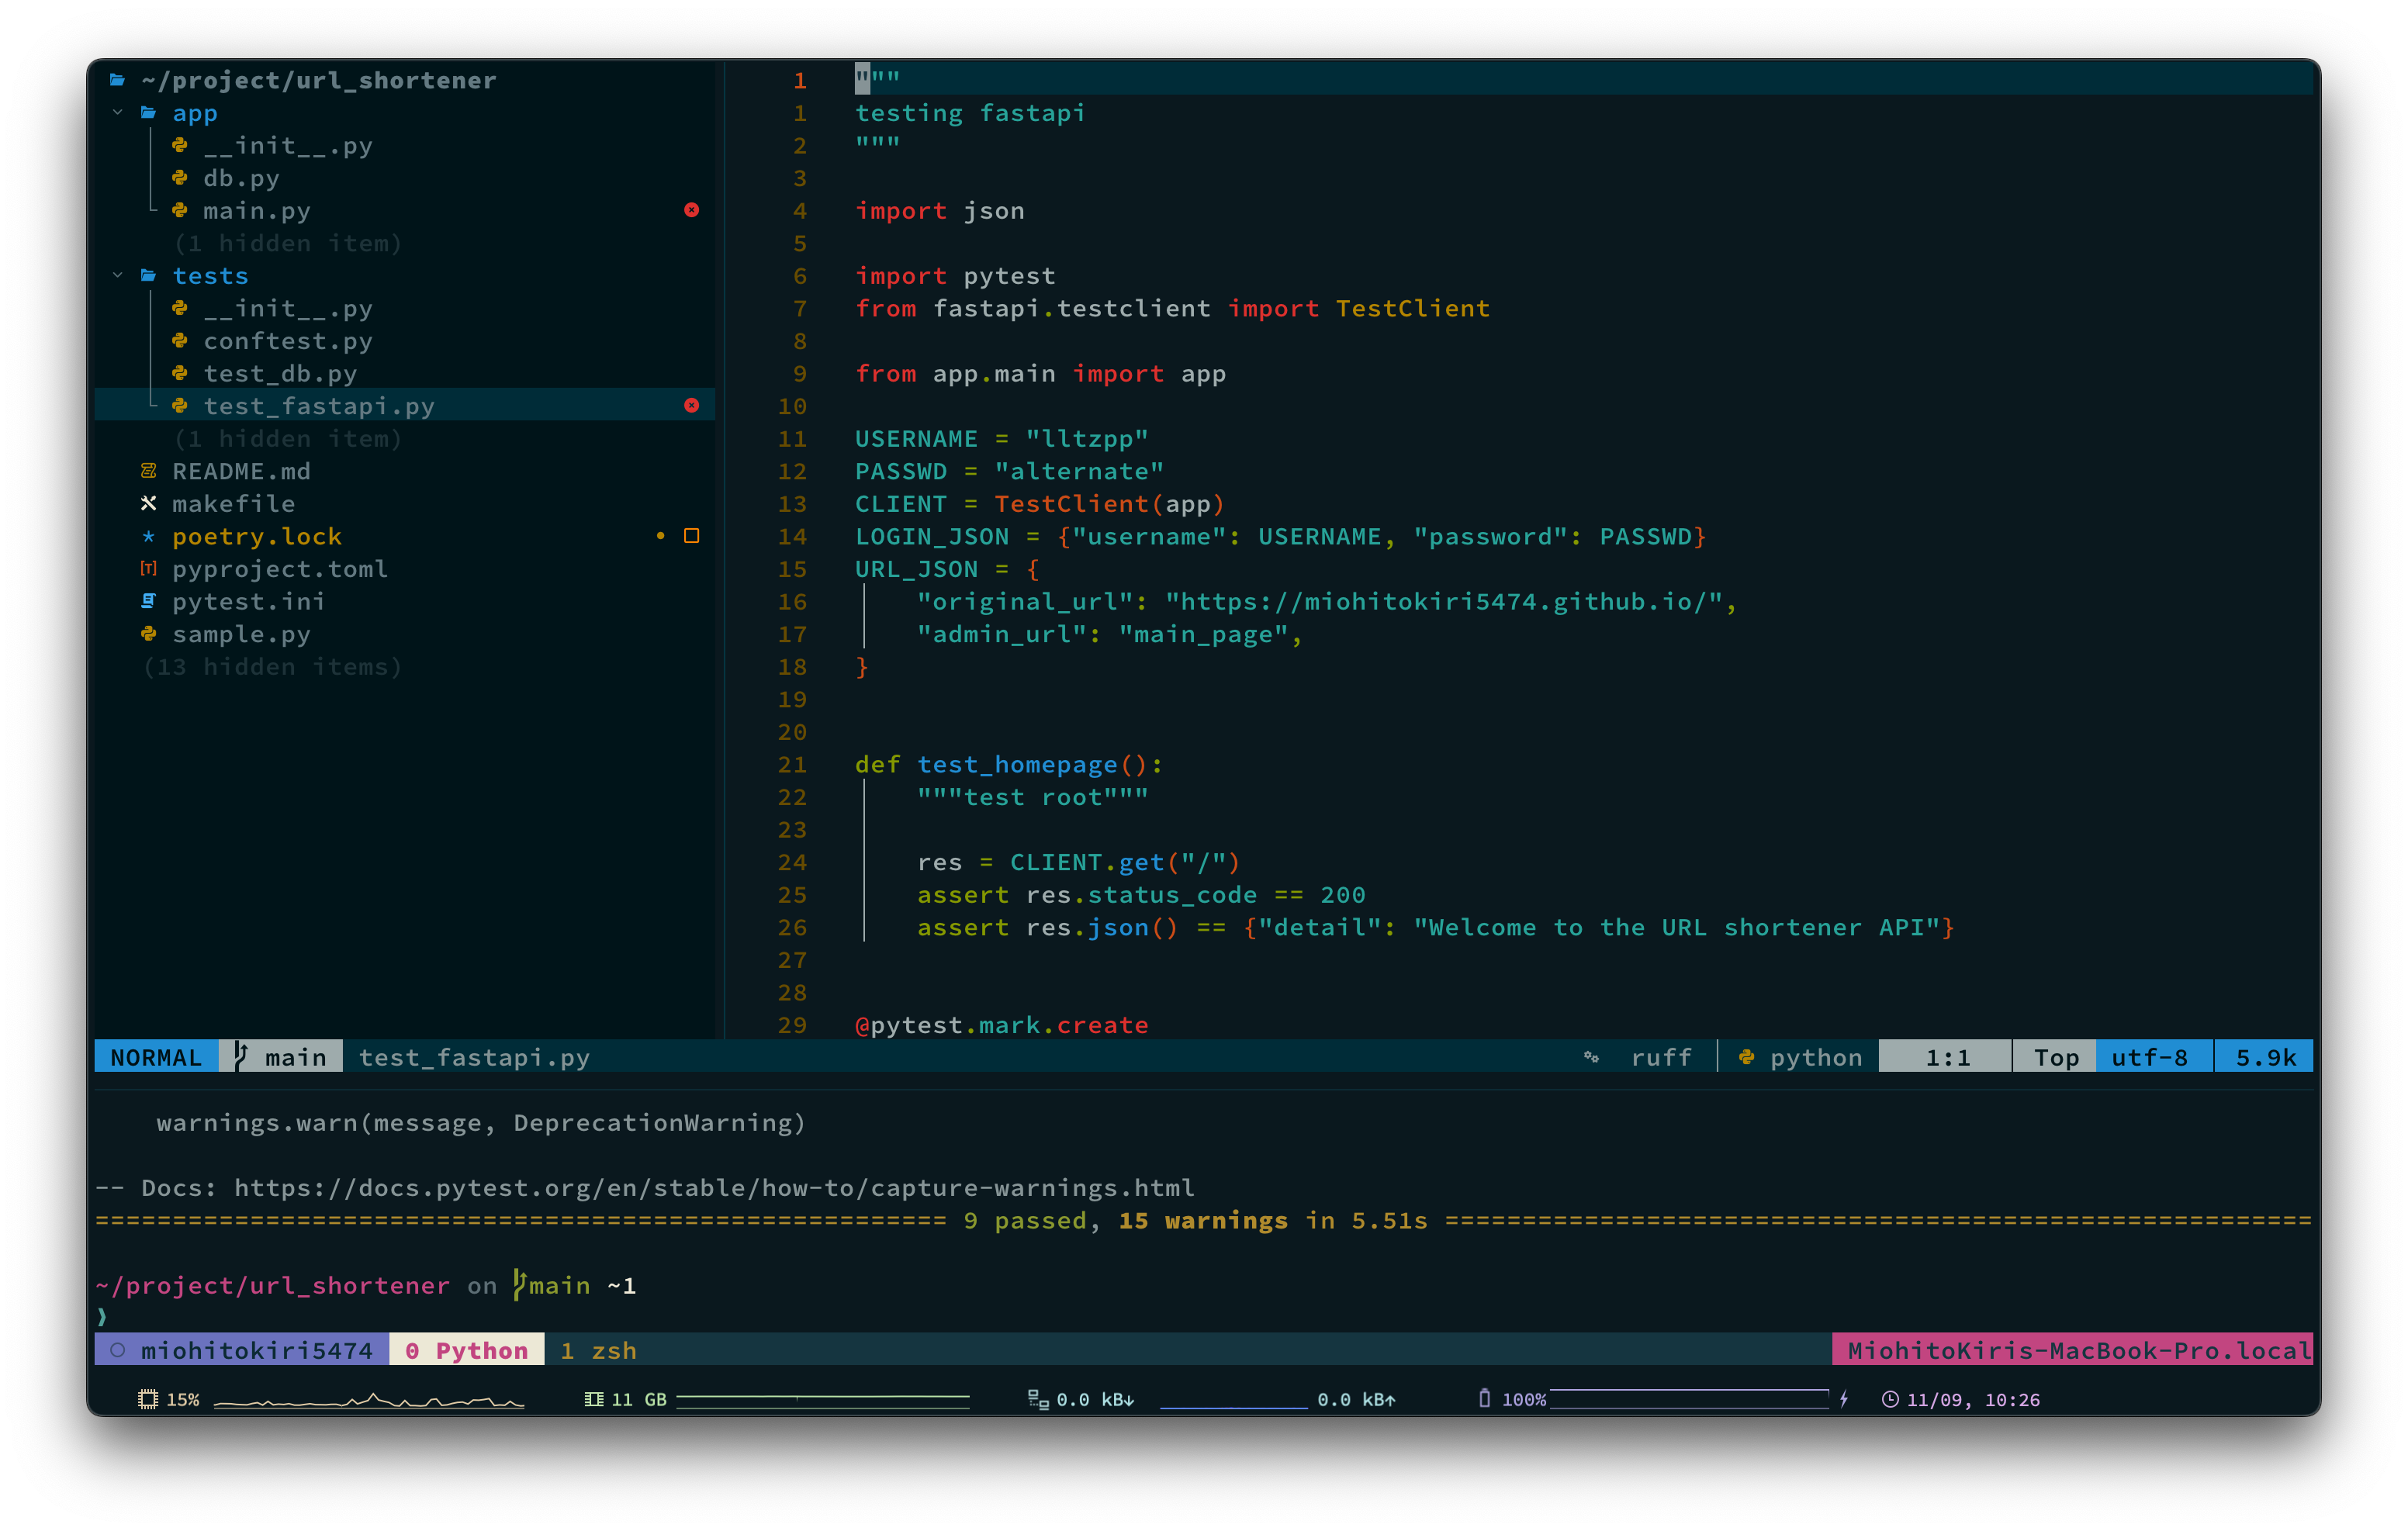 ~/project/url_shortener
app
__init__.py
db.py
main.py
(1 hidden item)
tests
__init__.py
conftest.py
test_db.py
test_fastapi.py
(1 hidden item)
README.md
makefile
poetry.lock
pyproject.toml
pytest.ini
sample.py
(13 hidden items)
1 """
1 testing fastapi
2 """
3
4 import json
5
6 import pytest
7 from fastapi.testclient import TestClient
8
9 from app.main import app
10
11 USERNAME = "lltzpp"
12 PASSWD = "alternate"
13 CLIENT = TestClient(app)
14 LOGIN_JSON = {"username": USERNAME, "password": PASSWD}
15 URL_JSON = {
16     "original_url": "https://miohitokiri5474.github.io/",
17     "admin_url": "main_page",
18 }
19
20
21 def test_homepage():
22     """test root"""
23
24     res = CLIENT.get("/")
25     assert res.status_code == 200
26     assert res.json() == {"detail": "Welcome to the URL shortener API"}
27
28
29 @pytest.mark.create
NORMAL main test_fastapi.py ruff python 1:1 Top utf-8 5.9k
warnings.warn(message, DeprecationWarning)
-- Docs: https://docs.pytest.org/en/stable/how-to/capture-warnings.html
======================================================= 9 passed, 15 warnings in 5.51s ========================================================
~/project/url_shortener on main ~1
❯
miohitokiri5474 0 Python 1 zsh MiohitoKiris-MacBook-Pro.local
15% 11 GB 0.0 kB↓ 0.0 kB↑ 100% 11/09, 10:26